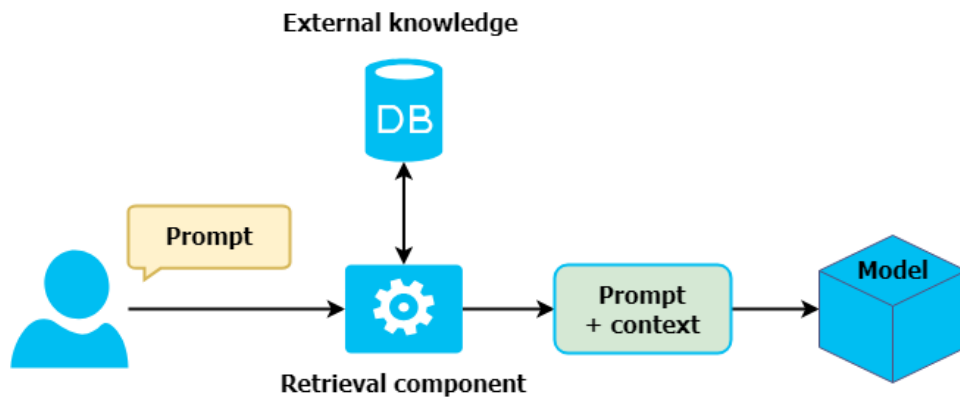 External knowledge
DB
Prompt
Prompt
+ context
Model
Retrieval component